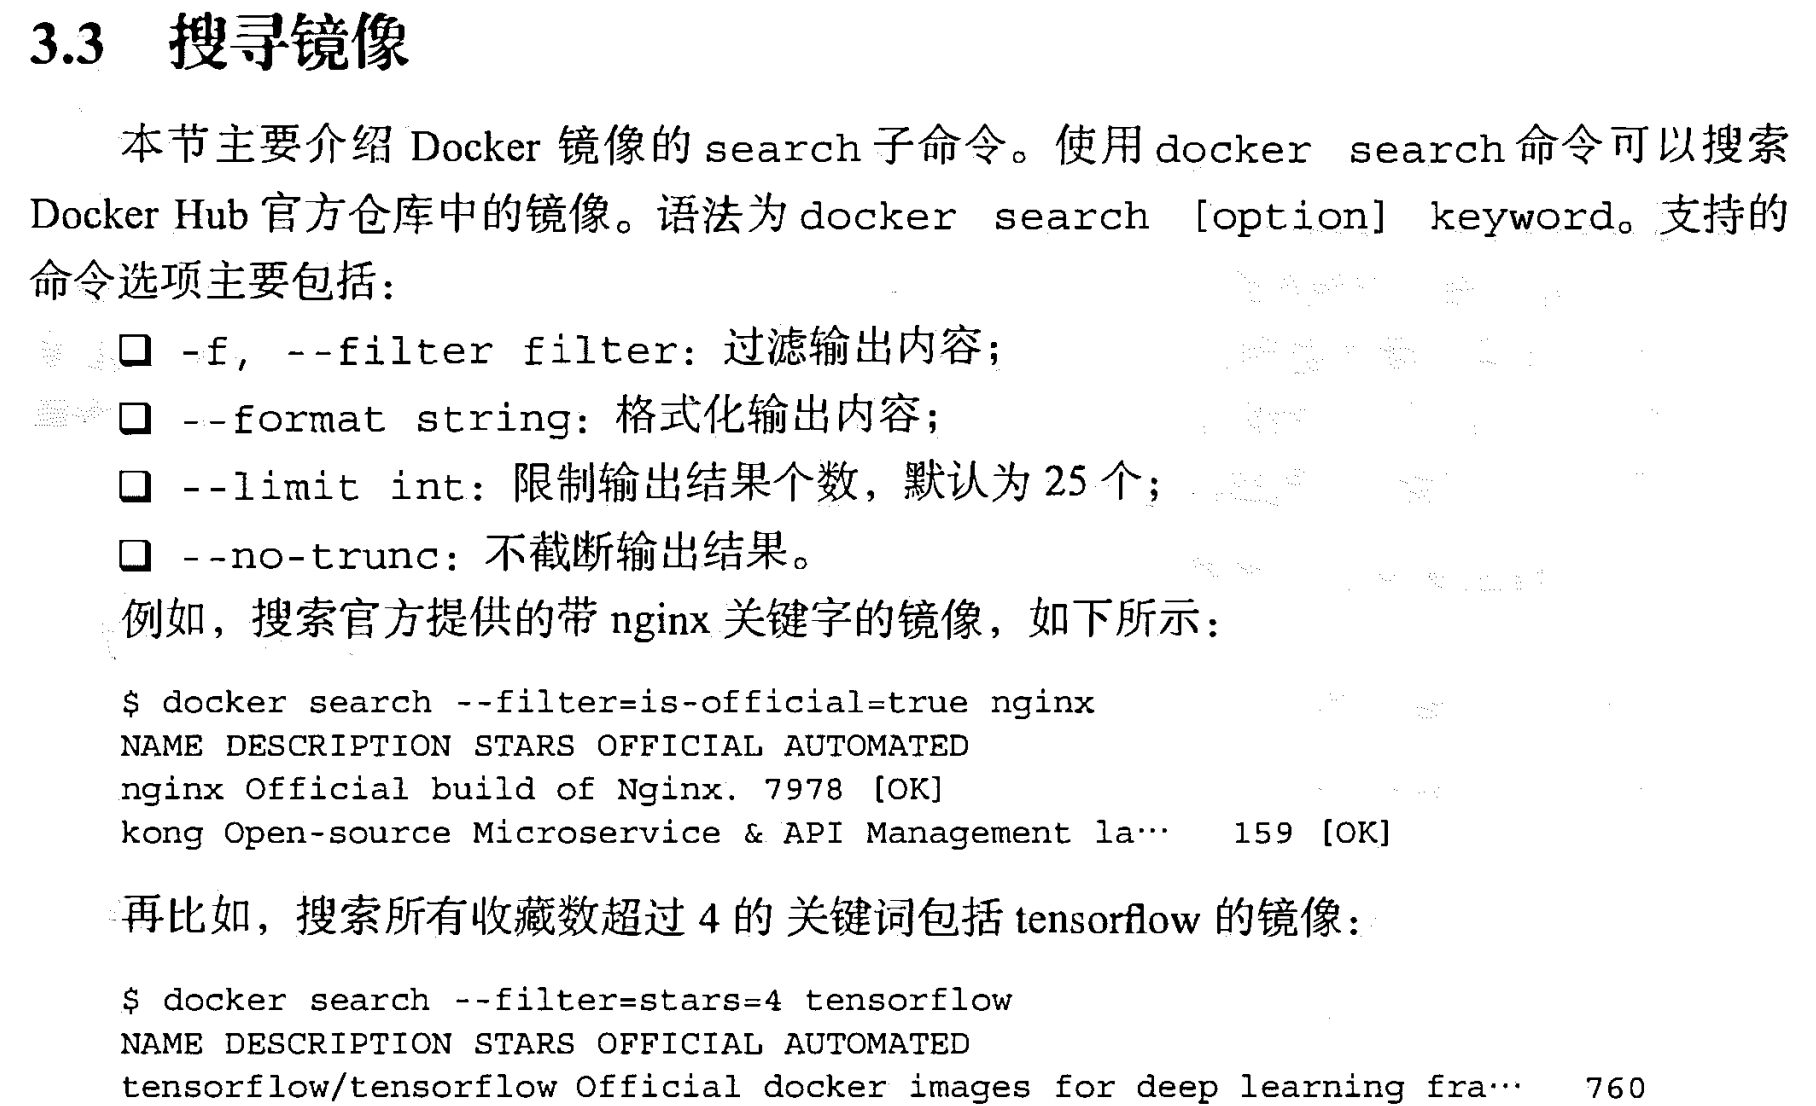 3.3 搜寻镜像
本节主要介绍 Docker 镜像的 search 子命令。使用 docker search 命令可以搜索
Docker Hub 官方仓库中的镜像。语法为 docker search [option] keyword。支持的
命令选项主要包括：
❑ -f, --filter filter：过滤输出内容；
❑ --format string：格式化输出内容；
❑ --limit int：限制输出结果个数，默认为 25 个；
❑ --no-trunc：不截断输出结果。
例如，搜索官方提供的带 nginx 关键字的镜像，如下所示：
$ docker search --filter=is-official=true nginx
NAME DESCRIPTION STARS OFFICIAL AUTOMATED
nginx Official build of Nginx. 7978 [OK]
kong Open-source Microservice & API Management la… 159 [OK]
再比如，搜索所有收藏数超过 4 的 关键词包括 tensorflow 的镜像：
$ docker search --filter=stars=4 tensorflow
NAME DESCRIPTION STARS OFFICIAL AUTOMATED
tensorflow/tensorflow Official docker images for deep learning fra… 760